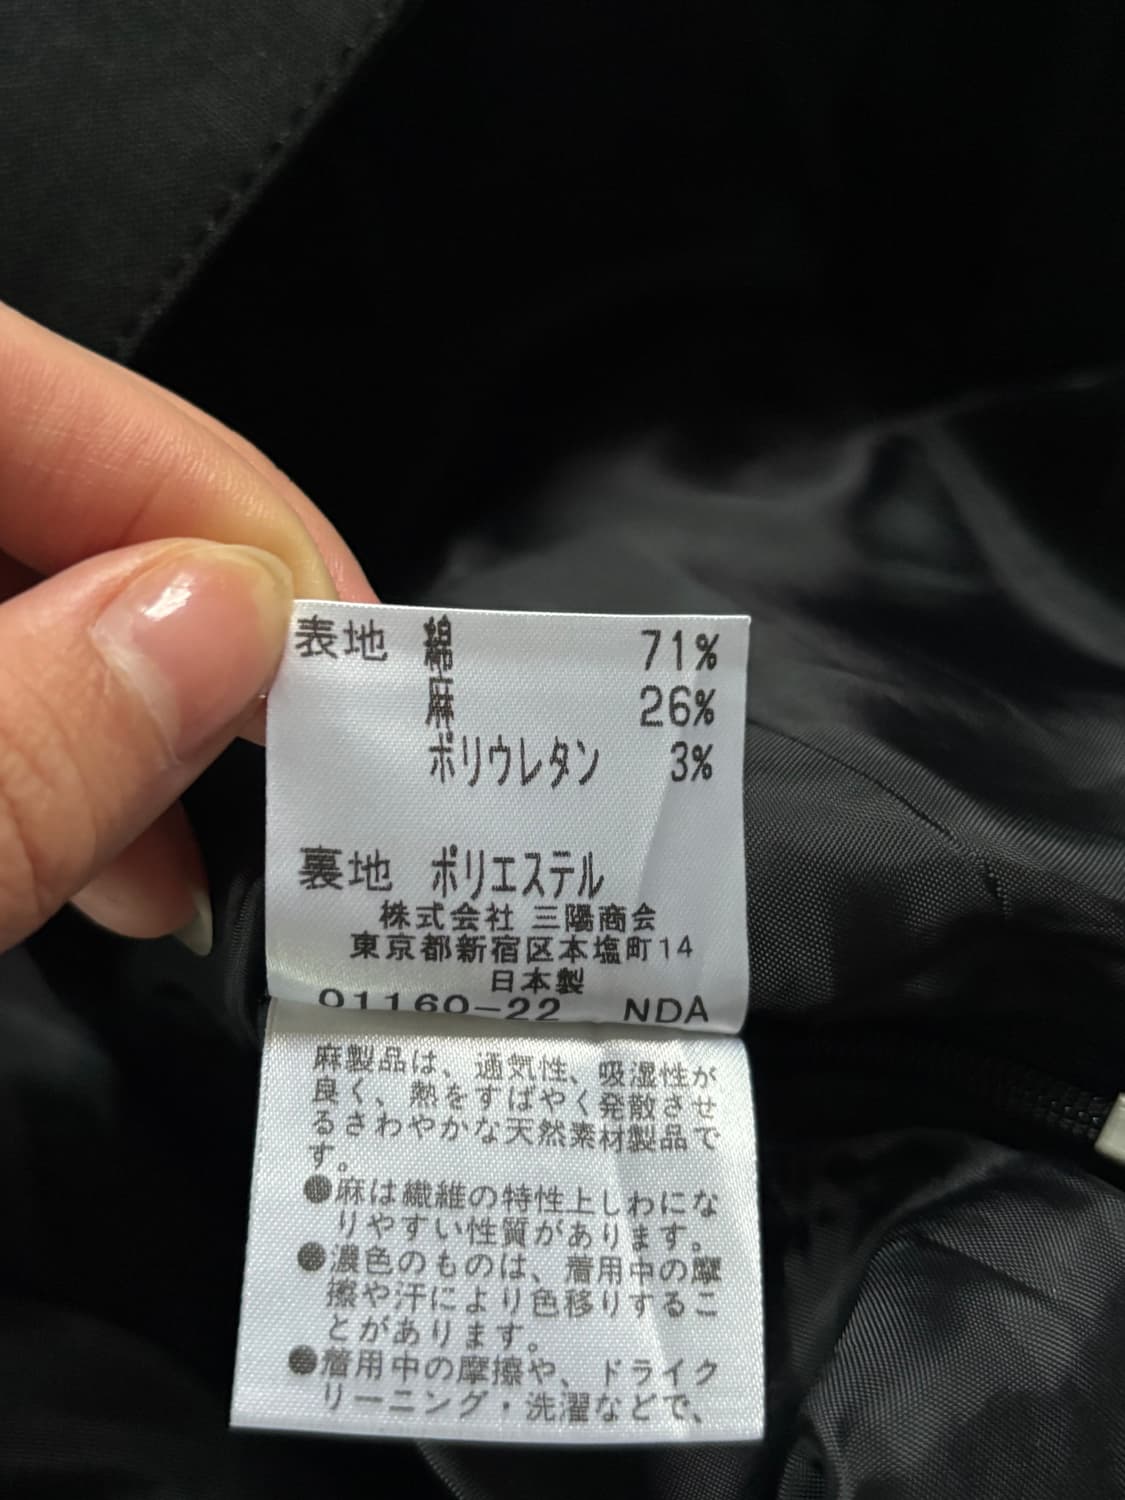 表地 綿 71%
麻 26%
ポリウレタン 3%
裏地 ポリエステル
株式会社 三陽商会
東京都新宿区本塩町14
日本製
01160-22 NDA
麻製品は、通気性、吸湿性が
良く、熱をすばやく発散させ
るさわやかな天然素材製品で
す。
●麻は繊維の特性上しわにな
りやすい性質があります。
●濃色のものは、着用中の摩
擦や汗により色移りするこ
とがあります。
●着用中の摩擦や、ドライク
リーニング・洗濯などで、